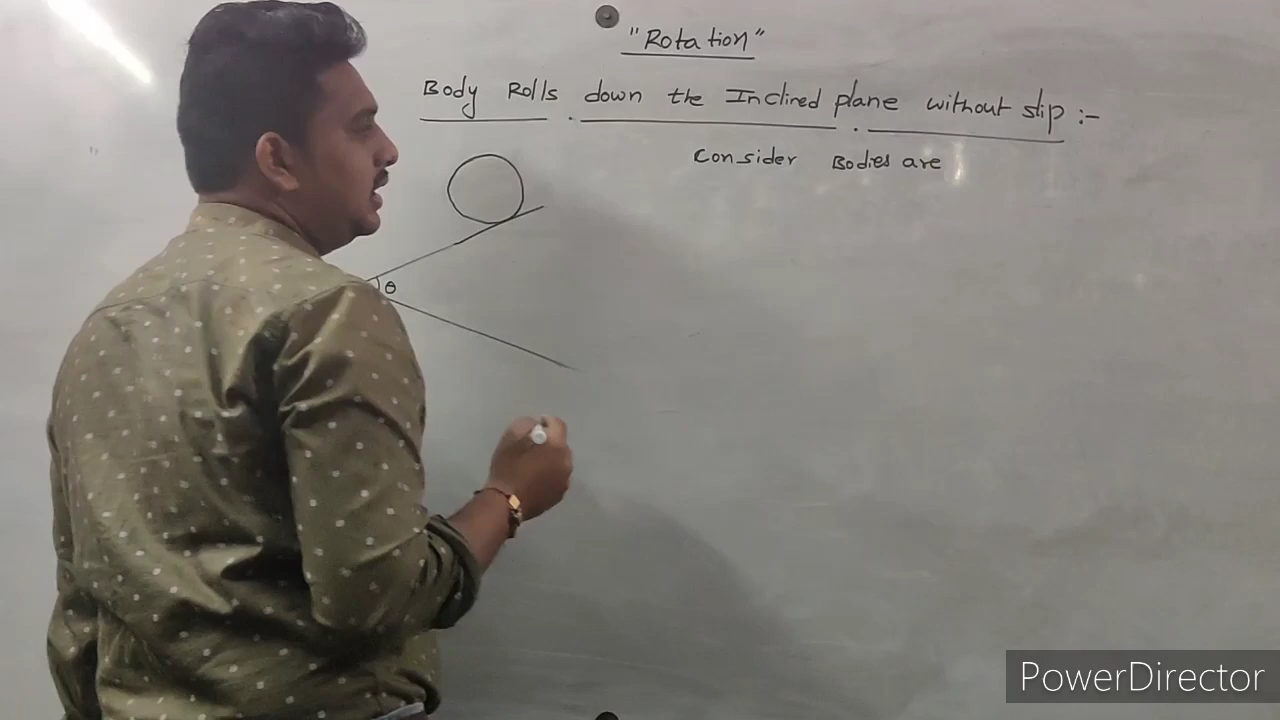 "Rotation"
Body Rolls down the Inclined plane without slip :-
Consider Bodies are
θ
PowerDirector